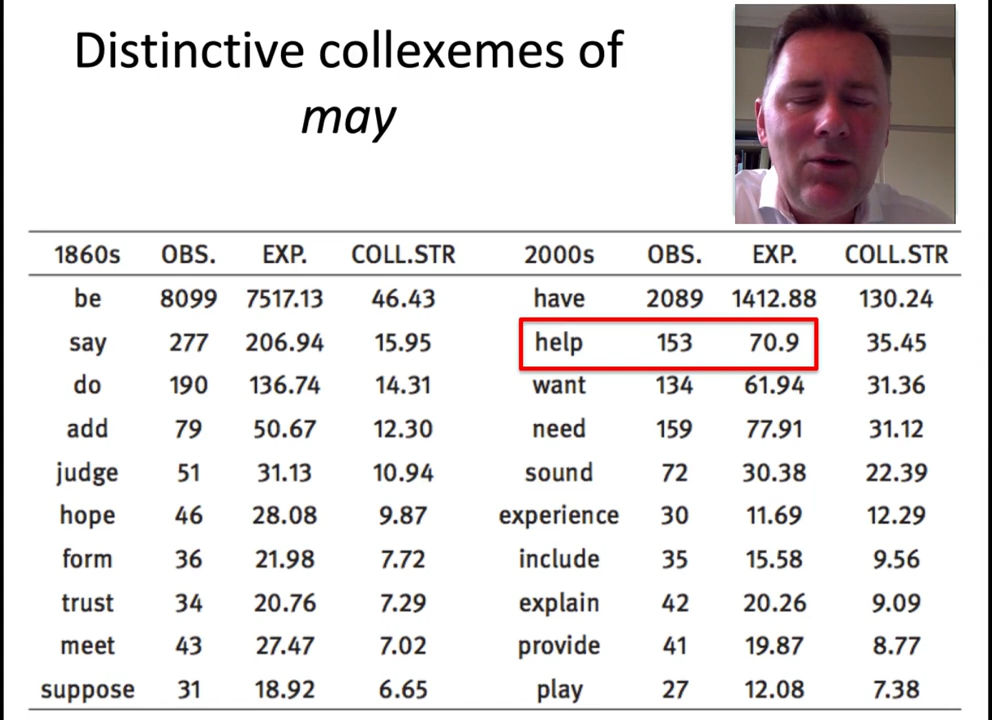 Distinctive collexemes of
may
1860s OBS. EXP. COLL.STR 2000s OBS. EXP. COLL.STR
be 8099 7517.13 46.43 have 2089 1412.88 130.24
say 277 206.94 15.95 help 153 70.9 35.45
do 190 136.74 14.31 want 134 61.94 31.36
add 79 50.67 12.30 need 159 77.91 31.12
judge 51 31.13 10.94 sound 72 30.38 22.39
hope 46 28.08 9.87 experience 30 11.69 12.29
form 36 21.98 7.72 include 35 15.58 9.56
trust 34 20.76 7.29 explain 42 20.26 9.09
meet 43 27.47 7.02 provide 41 19.87 8.77
suppose 31 18.92 6.65 play 27 12.08 7.38